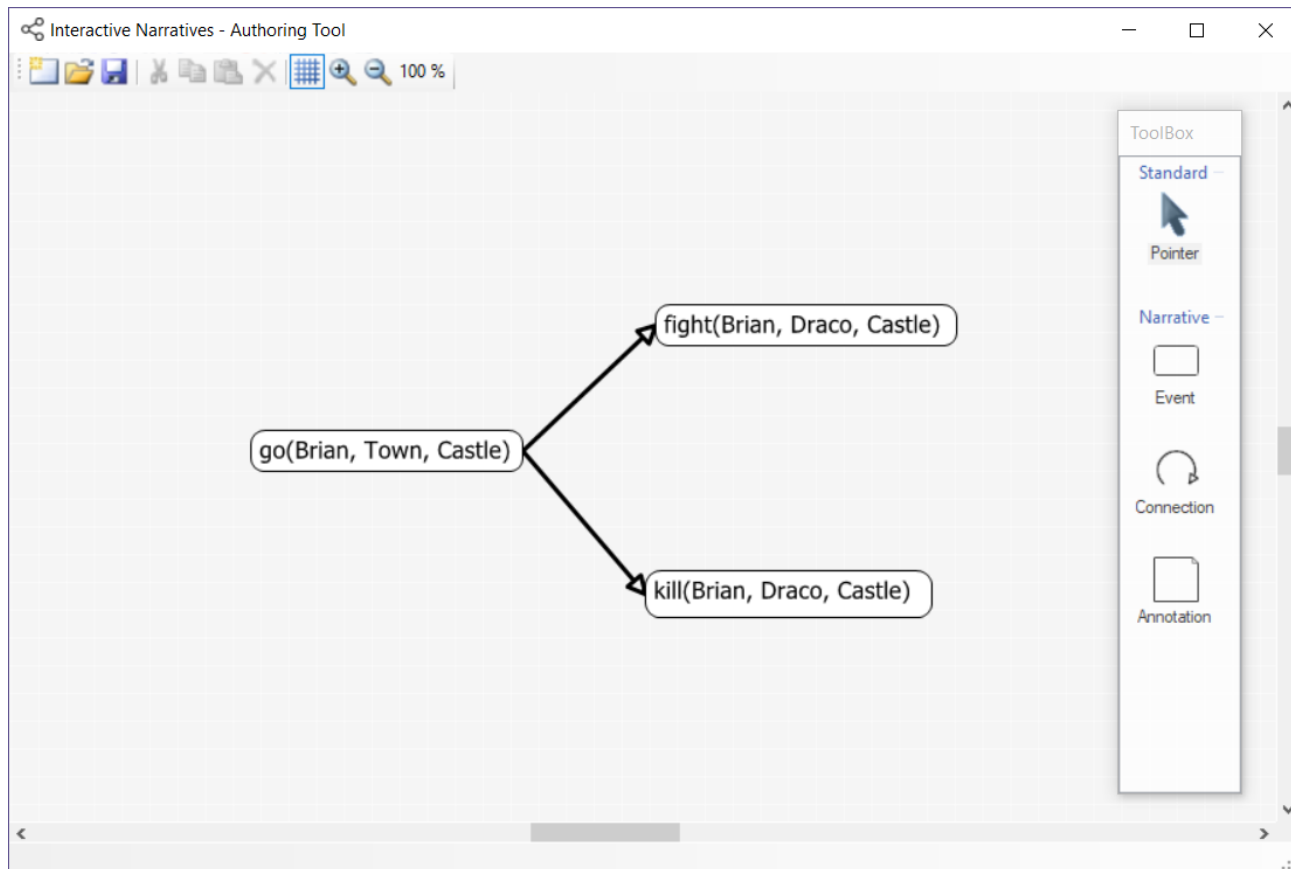 Interactive Narratives - Authoring Tool
100 %
ToolBox
Standard
Pointer
fight(Brian, Draco, Castle)
Narrative
Event
go(Brian, Town, Castle)
Connection
kill(Brian, Draco, Castle)
Annotation